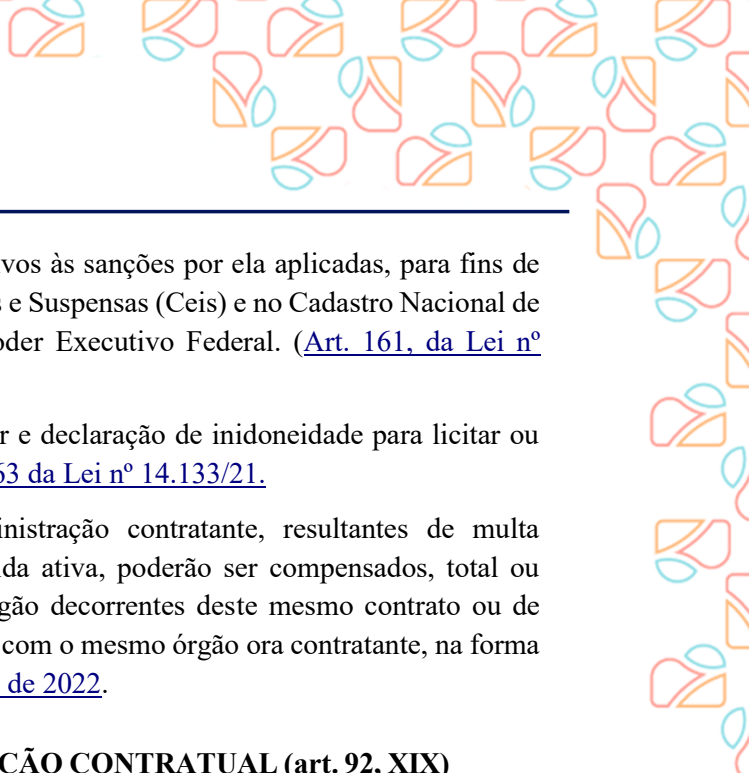 vos às sanções por ela aplicadas, para fins de
e Suspensas (Ceis) e no Cadastro Nacional de
oder Executivo Federal. (Art. 161, da Lei nº
r e declaração de inidoneidade para licitar ou
63 da Lei nº 14.133/21.
inistração contratante, resultantes de multa
da ativa, poderão ser compensados, total ou
gão decorrentes deste mesmo contrato ou de
com o mesmo órgão ora contratante, na forma
de 2022.
ÇÃO CONTRATUAL (art. 92, XIX)